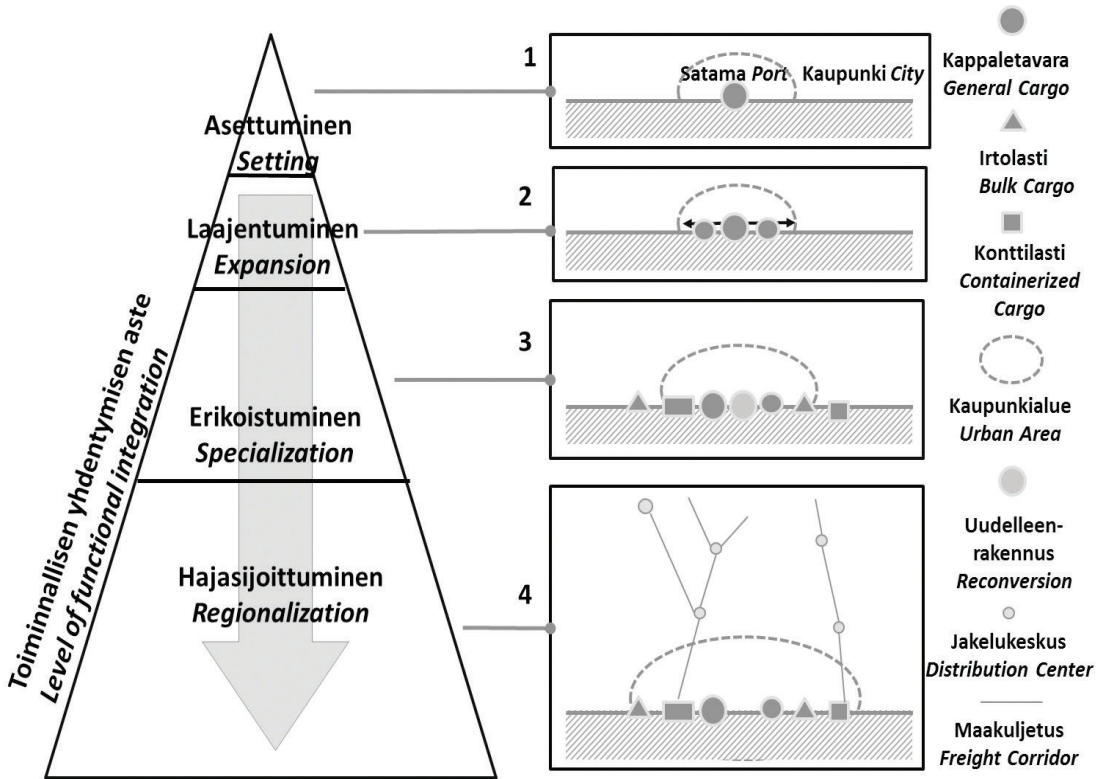 Toiminnallisen yhdentymisen aste
Level of functional integration
Asettuminen
Setting
Laajentuminen
Expansion
Erikoistuminen
Specialization
Hajasijoittuminen
Regionalization
1
Satama Port Kaupunki City
2
3
4
Kappaletavara
General Cargo
Irtolasti
Bulk Cargo
Konttilasti
Containerized
Cargo
Kaupunkialue
Urban Area
Uudelleen-
rakennus
Reconversion
Jakelukeskus
Distribution Center
Maakuljetus
Freight Corridor